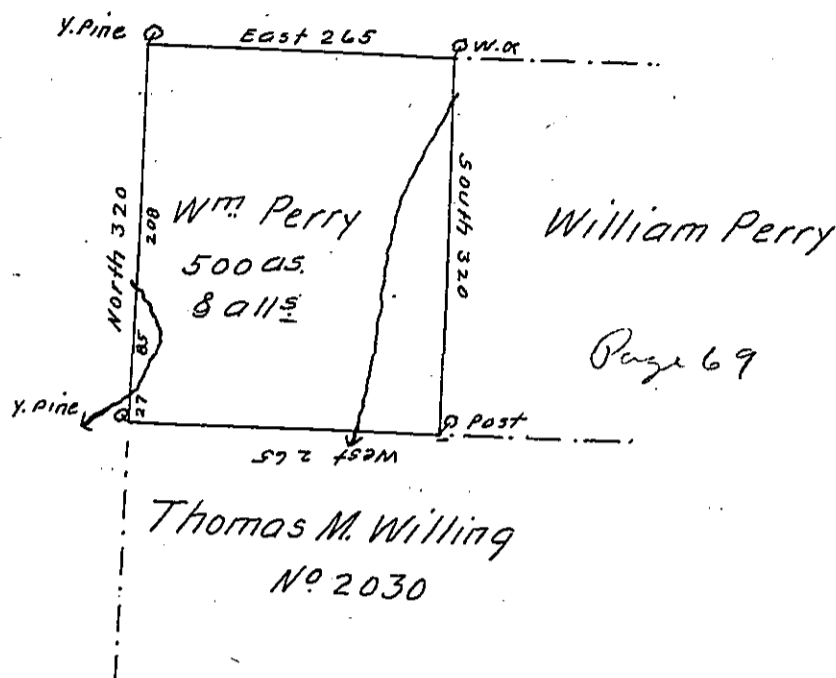 Y. Pine
East 265
W. α
North 320
208
85
27
Wm Perry
500 as.
& alls
South 320
William Perry
Page 69
Y. Pine
Post
West 265
Thomas M. Willing
No 2030